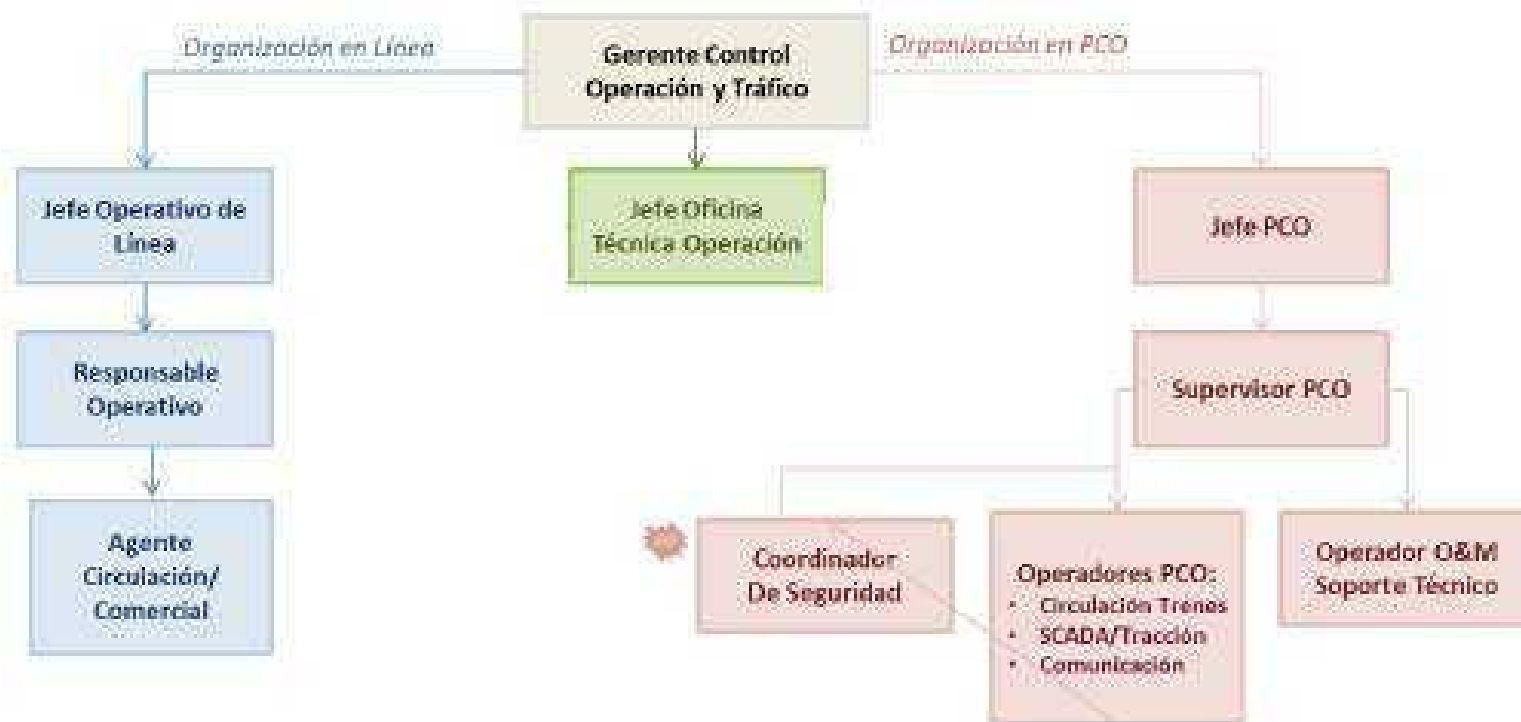 Organización en Línea
Gerente Control
Operación y Tráfico
Organización en PCO
Jefe Operativo de
Línea
Jefe Oficina
Técnica Operación
Jefe PCO
Responsable
Operativo
Supervisor PCO
Agente
Circulación/
Comercial
Coordinador
De Seguridad
Operadores PCO:
• Circulación Trenes
• SCADA/Tracción
• Comunicación
Operador O&M
Soporte Técnico